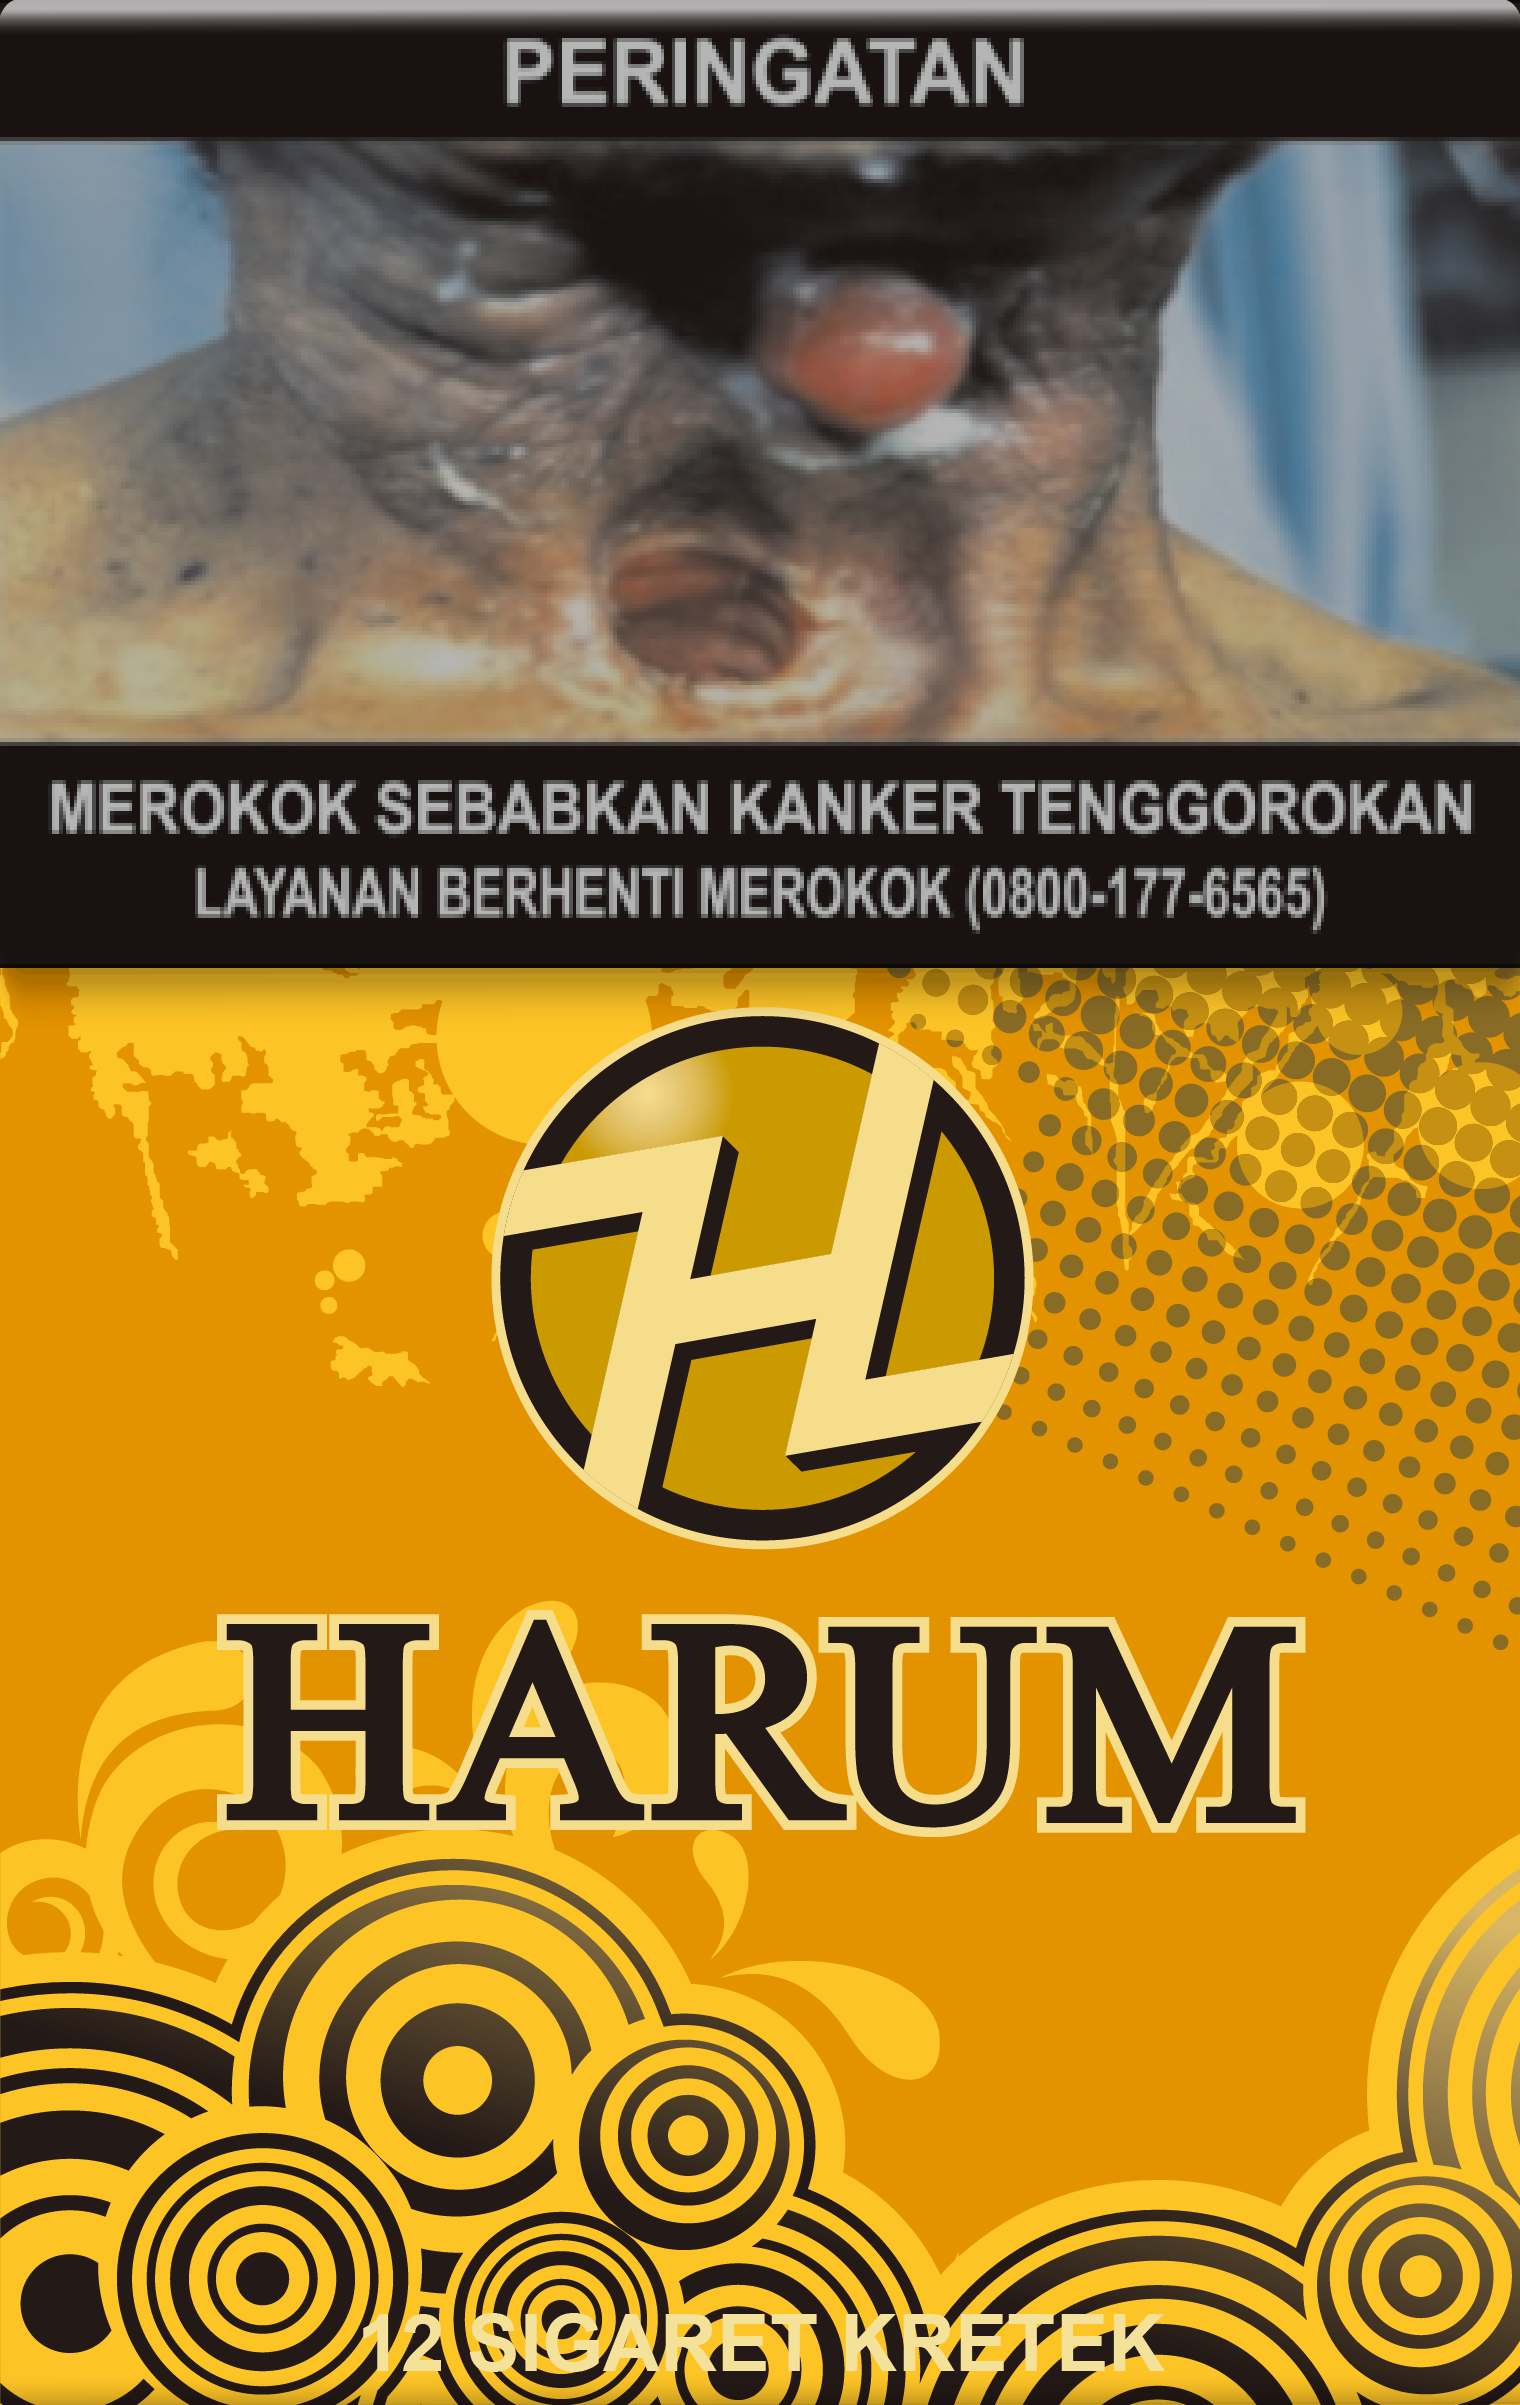 PERINGATAN
MEROKOK SEBABKAN KANKER TENGGOROKAN
LAYANAN BERHENTI MEROKOK (0800-177-6565)
H
HARUM
12 SIGARET KRETEK